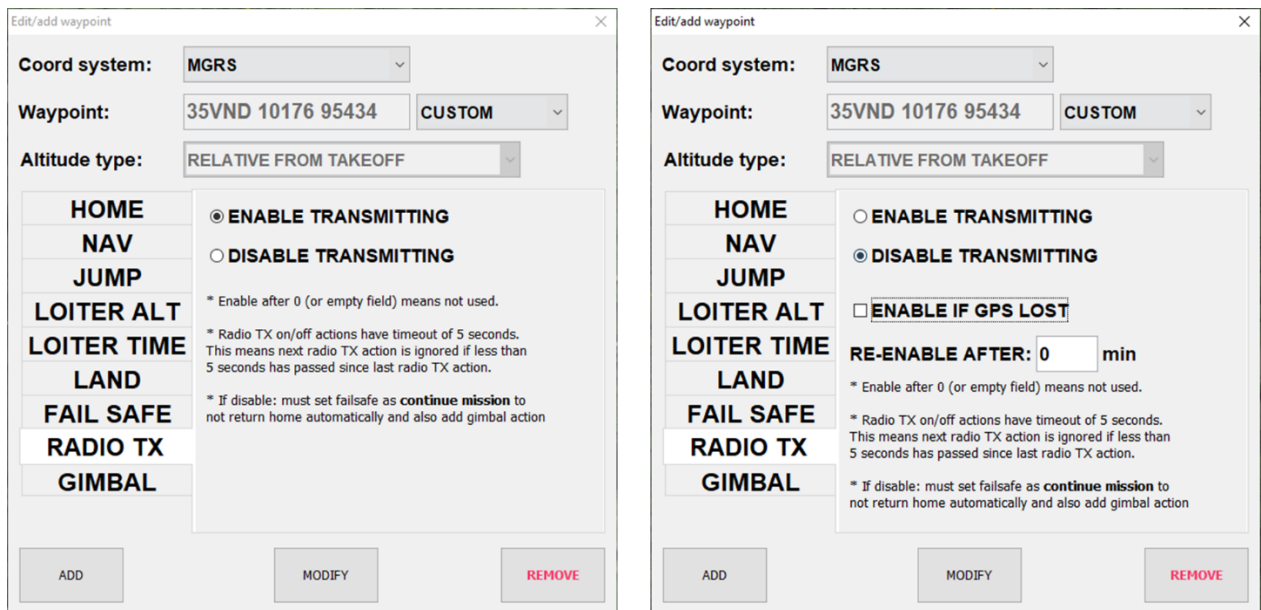 Edit/add waypoint
Coord system: MGRS
Waypoint: 35VND 10176 95434 CUSTOM
Altitude type: RELATIVE FROM TAKEOFF
HOME
NAV
JUMP
LOITER ALT
LOITER TIME
LAND
FAIL SAFE
RADIO TX
GIMBAL
ENABLE TRANSMITTING
DISABLE TRANSMITTING
* Enable after 0 (or empty field) means not used.
* Radio TX on/off actions have timeout of 5 seconds.
This means next radio TX action is ignored if less than
5 seconds has passed since last radio TX action.
* If disable: must set failsafe as continue mission to
not return home automatically and also add gimbal action
ADD MODIFY REMOVE
Edit/add waypoint
Coord system: MGRS
Waypoint: 35VND 10176 95434 CUSTOM
Altitude type: RELATIVE FROM TAKEOFF
HOME
NAV
JUMP
LOITER ALT
LOITER TIME
LAND
FAIL SAFE
RADIO TX
GIMBAL
ENABLE TRANSMITTING
DISABLE TRANSMITTING
ENABLE IF GPS LOST
RE-ENABLE AFTER: 0 min
* Enable after 0 (or empty field) means not used.
* Radio TX on/off actions have timeout of 5 seconds.
This means next radio TX action is ignored if less than
5 seconds has passed since last radio TX action.
* If disable: must set failsafe as continue mission to
not return home automatically and also add gimbal action
ADD MODIFY REMOVE